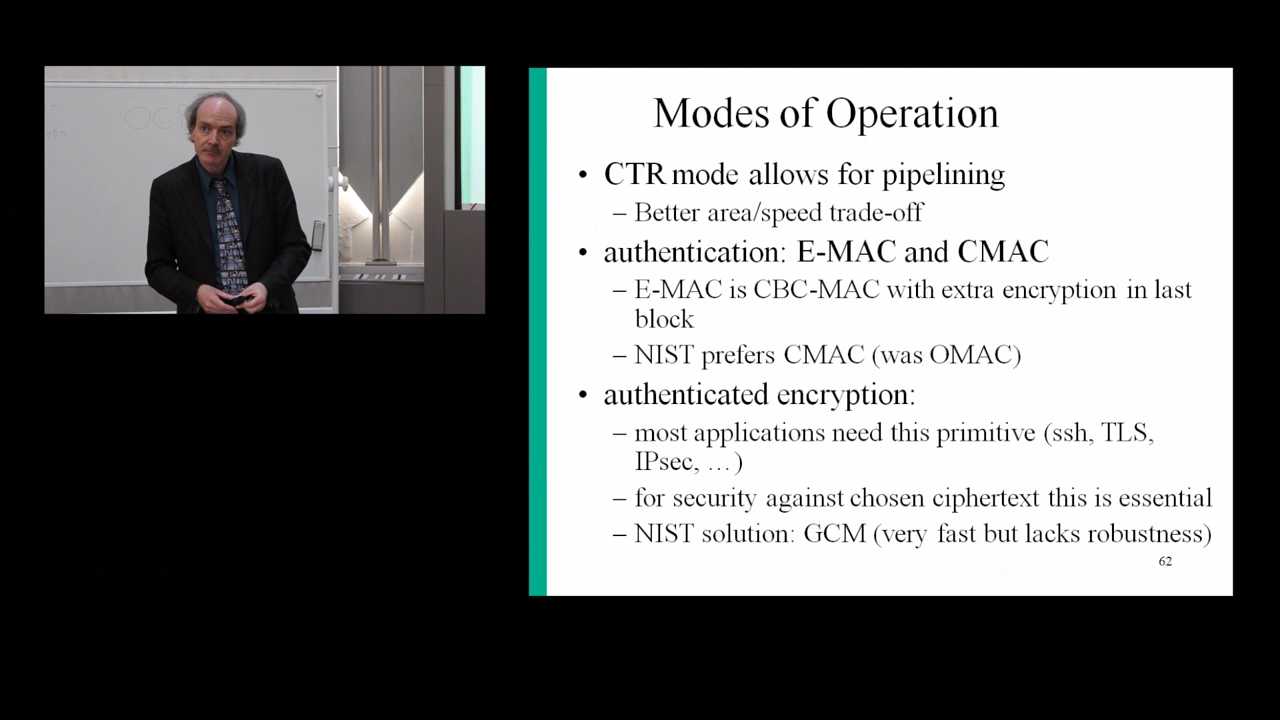 Modes of Operation
• CTR mode allows for pipelining
– Better area/speed trade-off
• authentication: E-MAC and CMAC
– E-MAC is CBC-MAC with extra encryption in last
block
– NIST prefers CMAC (was OMAC)
• authenticated encryption:
– most applications need this primitive (ssh, TLS,
IPsec, …)
– for security against chosen ciphertext this is essential
– NIST solution: GCM (very fast but lacks robustness)
62